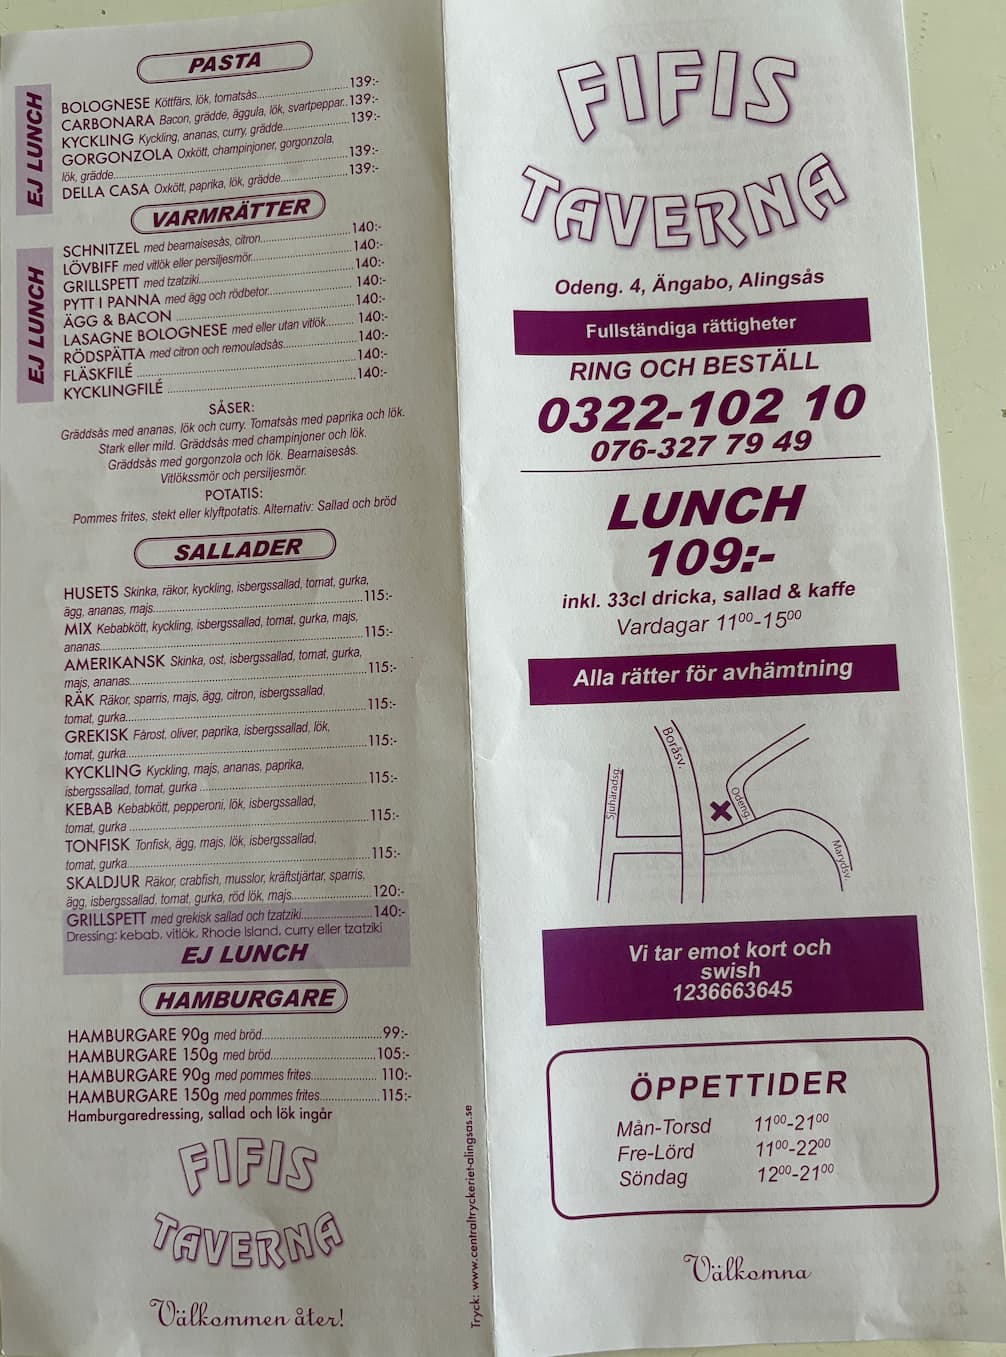 PASTA
EJ LUNCH
BOLOGNESE Köttfärs, lök, tomatsås 139:-
CARBONARA Bacon, grädde, äggula, lök, svartpeppar.. 139:-
KYCKLING Kyckling, ananas, curry, grädde 139:-
GORGONZOLA Oxkött, champinjoner, gorgonzola,
lök, grädde 139:-
DELLA CASA Oxkött, paprika, lök, grädde 139:-
VARMRÄTTER
EJ LUNCH
SCHNITZEL med bearnaisesås, citron 140:-
LÖVBIFF med vitlök eller persiljesmör 140:-
GRILLSPETT med tzatziki 140:-
PYTT I PANNA med ägg och rödbetor 140:-
ÄGG & BACON 140:-
LASAGNE BOLOGNESE med eller utan vitlök 140:-
RÖDSPÄTTA med citron och remouladsås 140:-
FLÄSKFILÉ 140:-
KYCKLINGFILÉ 140:-
SÅSER:
Gräddsås med ananas, lök och curry. Tomatsås med paprika och lök.
Stark eller mild. Gräddsås med champinjoner och lök.
Gräddsås med gorgonzola och lök. Bearnaisesås.
Vitlökssmör och persiljesmör.
POTATIS:
Pommes frites, stekt eller klyftpotatis. Alternativ: Sallad och bröd
SALLADER
HUSETS Skinka, räkor, kyckling, isbergssallad, tomat, gurka,
ägg, ananas, majs 115:-
MIX Kebabkött, kyckling, isbergssallad, tomat, gurka, majs,
ananas 115:-
AMERIKANSK Skinka, ost, isbergssallad, tomat, gurka,
majs, ananas 115:-
RÄK Räkor, sparris, majs, ägg, citron, isbergssallad,
tomat, gurka 115:-
GREKISK Fårost, oliver, paprika, isbergssallad, lök,
tomat, gurka 115:-
KYCKLING Kyckling, majs, ananas, paprika,
isbergssallad, tomat, gurka 115:-
KEBAB Kebabkött, pepperoni, lök, isbergssallad,
tomat, gurka 115:-
TONFISK Tonfisk, ägg, majs, lök, isbergssallad,
tomat, gurka 115:-
SKALDJUR Räkor, crabfish, musslor, kräftstjärtar, sparris,
ägg, isbergssallad, tomat, gurka, röd lök, majs 120:-
GRILLSPETT med grekisk sallad och tzatziki 140:-
Dressing: kebab, vitlök, Rhode Island, curry eller tzatziki
EJ LUNCH
HAMBURGARE
HAMBURGARE 90g med bröd 99:-
HAMBURGARE 150g med bröd 105:-
HAMBURGARE 90g med pommes frites 110:-
HAMBURGARE 150g med pommes frites 115:-
Hamburgaredressing, sallad och lök ingår
FIFIS
TAVERNA
Välkommen åter!
Tryck: www.centraltryckeriet-alingsas.se
FIFIS
TAVERNA
Odeng. 4, Ängabo, Alingsås
Fullständiga rättigheter
RING OCH BESTÄLL
0322-102 10
076-327 79 49
LUNCH
109:-
inkl. 33cl dricka, sallad & kaffe
Vardagar 11⁰⁰-15⁰⁰
Alla rätter för avhämtning
Boråsv.
Sjuhäradsg.
Odeng.
Marydsv.
Vi tar emot kort och
swish
1236663645
ÖPPETTIDER
Mån-Torsd 11⁰⁰-21⁰⁰
Fre-Lörd 11⁰⁰-22⁰⁰
Söndag 12⁰⁰-21⁰⁰
Välkomna